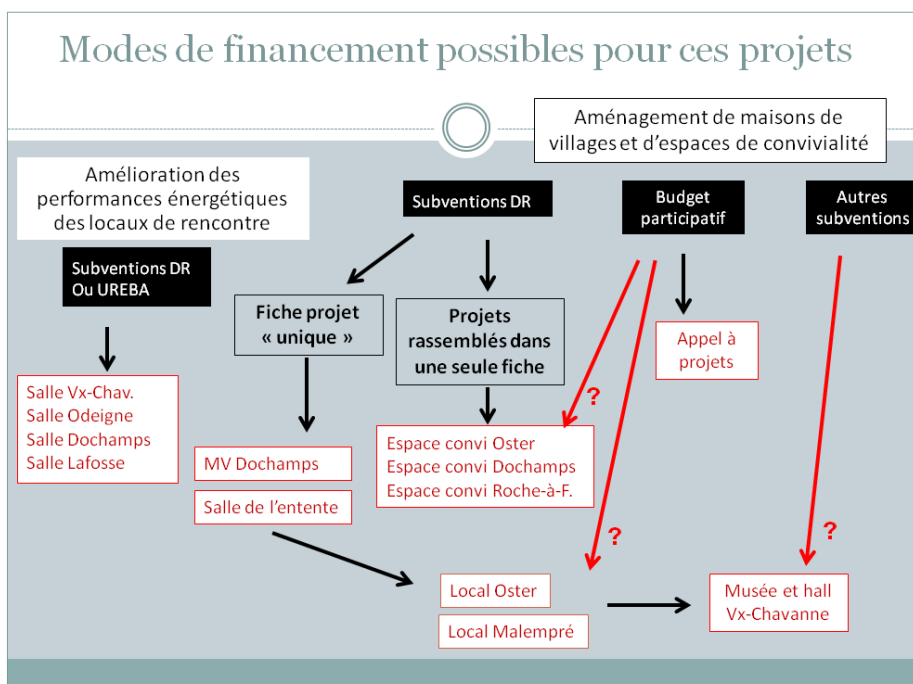 Modes de financement possibles pour ces projets
Aménagement de maisons de
villages et d'espaces de convivialité
Amélioration des
performances énergétiques
des locaux de rencontre
Subventions DR
Ou UREBA
Salle Vx-Chav.
Salle Odeigne
Salle Dochamps
Salle Lafosse
Subventions DR
Fiche projet
« unique »
Projets
rassemblés dans
une seule fiche
MV Dochamps
Salle de l'entente
Espace convi Oster
Espace convi Dochamps
Espace convi Roche-à-F.
Budget
participatif
Appel à
projets
?
?
Autres
subventions
?
Local Oster
Local Malempré
Musée et hall
Vx-Chavanne